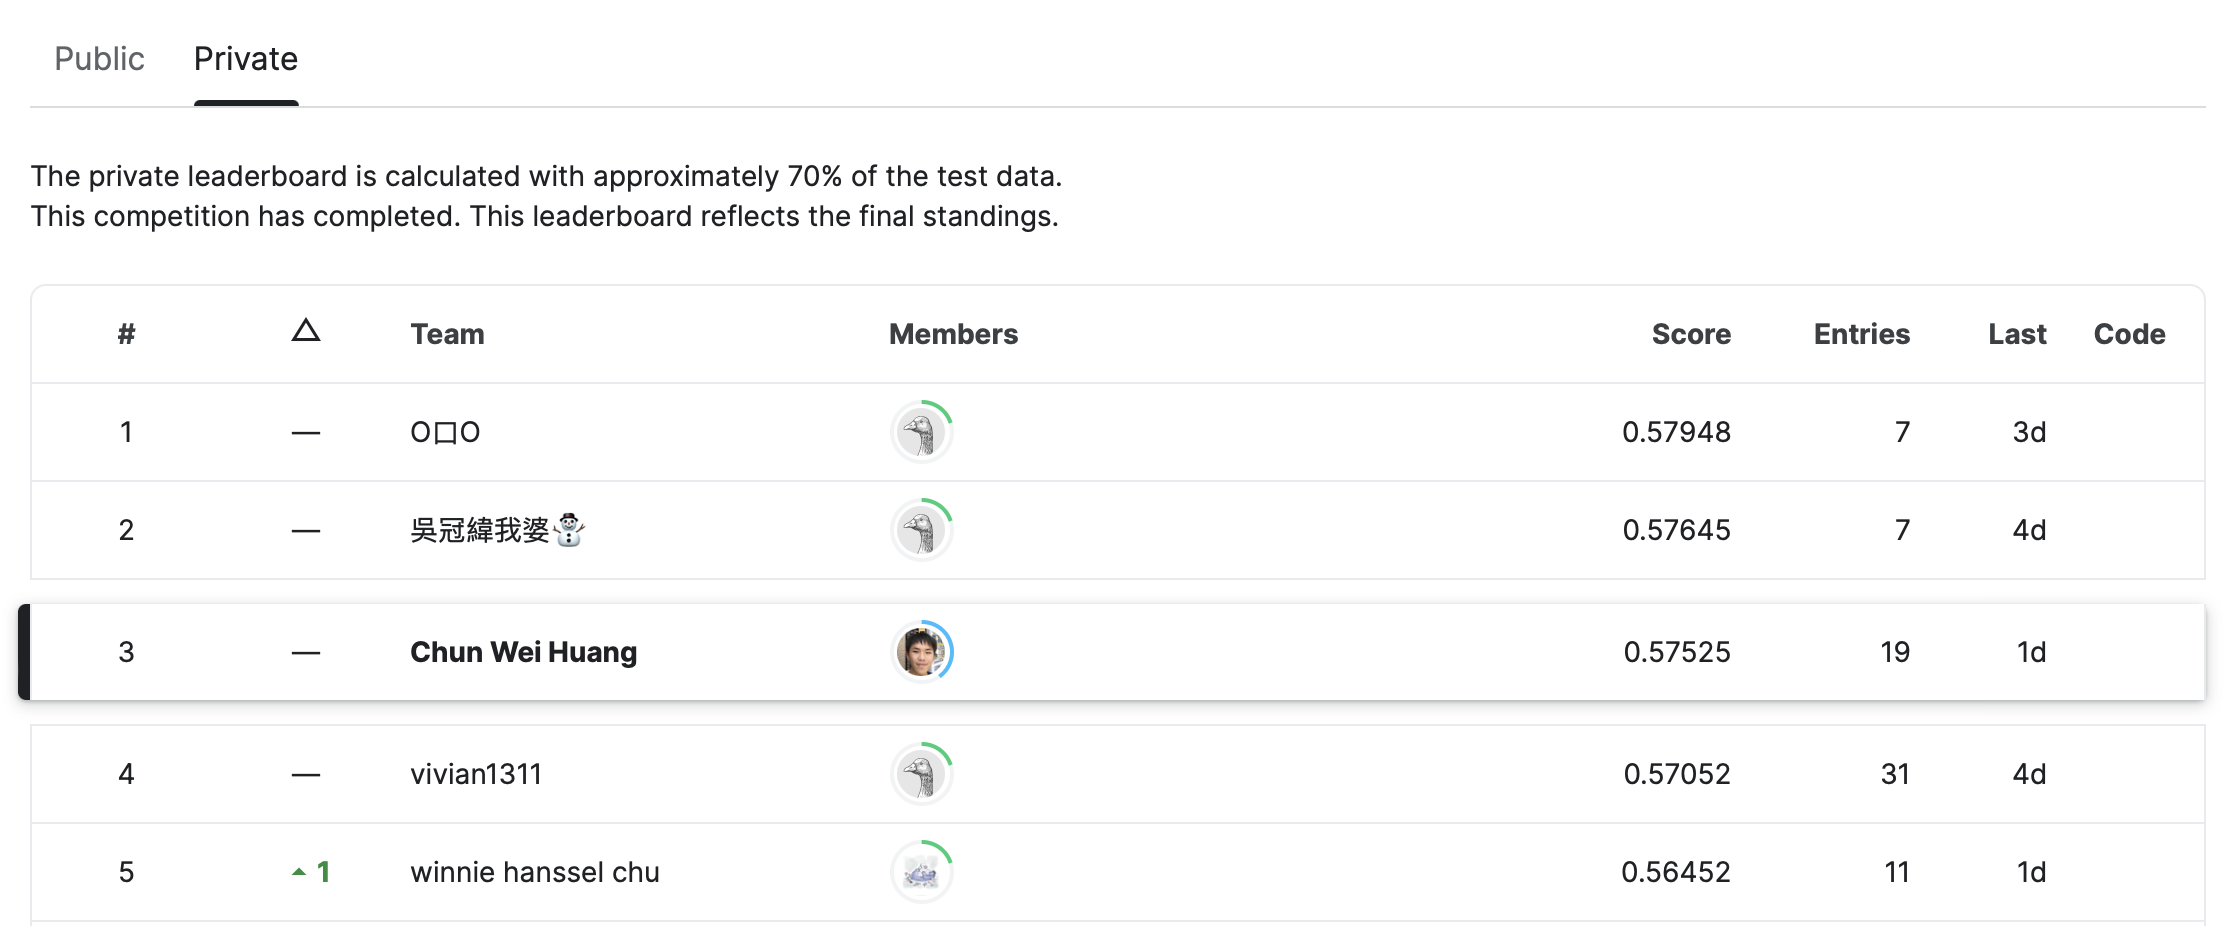 Public Private
The private leaderboard is calculated with approximately 70% of the test data.
This competition has completed. This leaderboard reflects the final standings.
# △ Team Members Score Entries Last Code
1 — O口O 0.57948 7 3d
2 — 吳冠緯我婆⛄ 0.57645 7 4d
3 — Chun Wei Huang 0.57525 19 1d
4 — vivian1311 0.57052 31 4d
5 ▲ 1 winnie hanssel chu 0.56452 11 1d